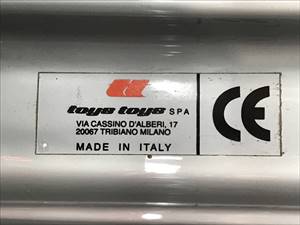 toys toys SPA
VIA CASSINO D'ALBERI, 17
20067 TRIBIANO MILANO
MADE IN ITALY
CE